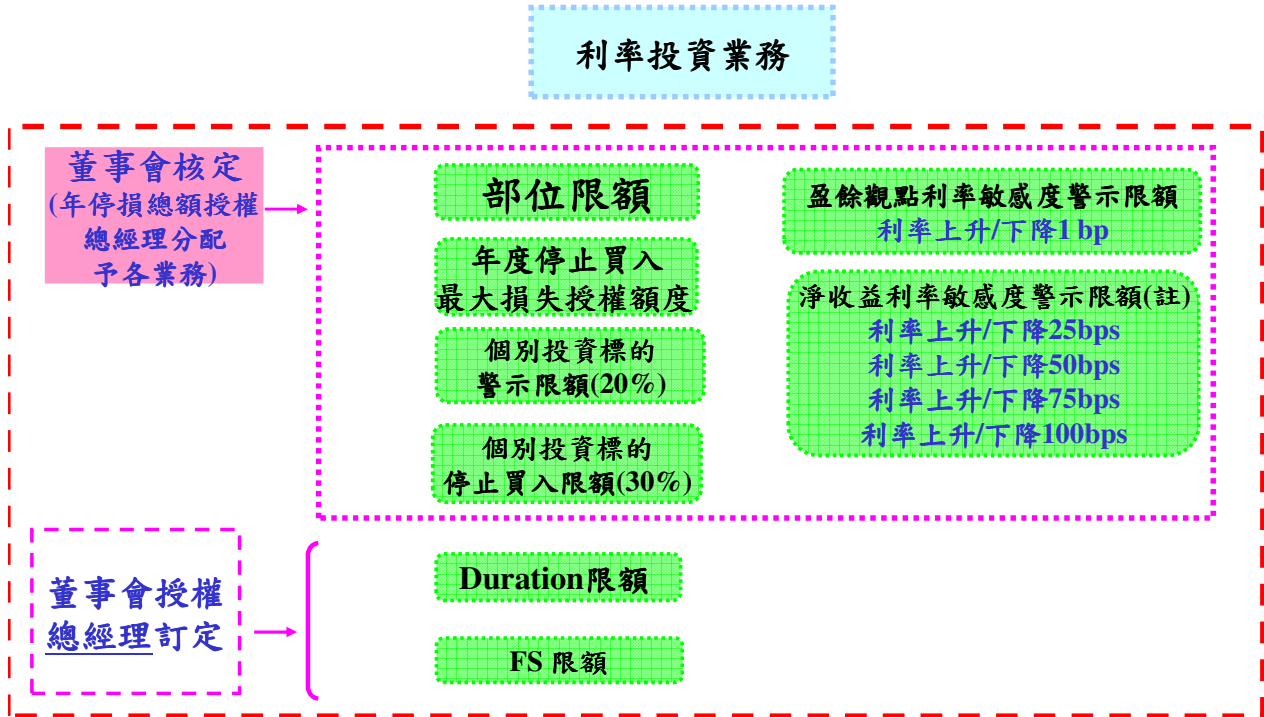 利率投資業務
董事會核定
(年停損總額授權
總經理分配
予各業務)
部位限額
年度停止買入
最大損失授權額度
個別投資標的
警示限額(20%)
個別投資標的
停止買入限額(30%)
盈餘觀點利率敏感度警示限額
利率上升/下降1 bp
淨收益利率敏感度警示限額(註)
利率上升/下降25bps
利率上升/下降50bps
利率上升/下降75bps
利率上升/下降100bps
董事會授權
總經理訂定
Duration限額
FS 限額